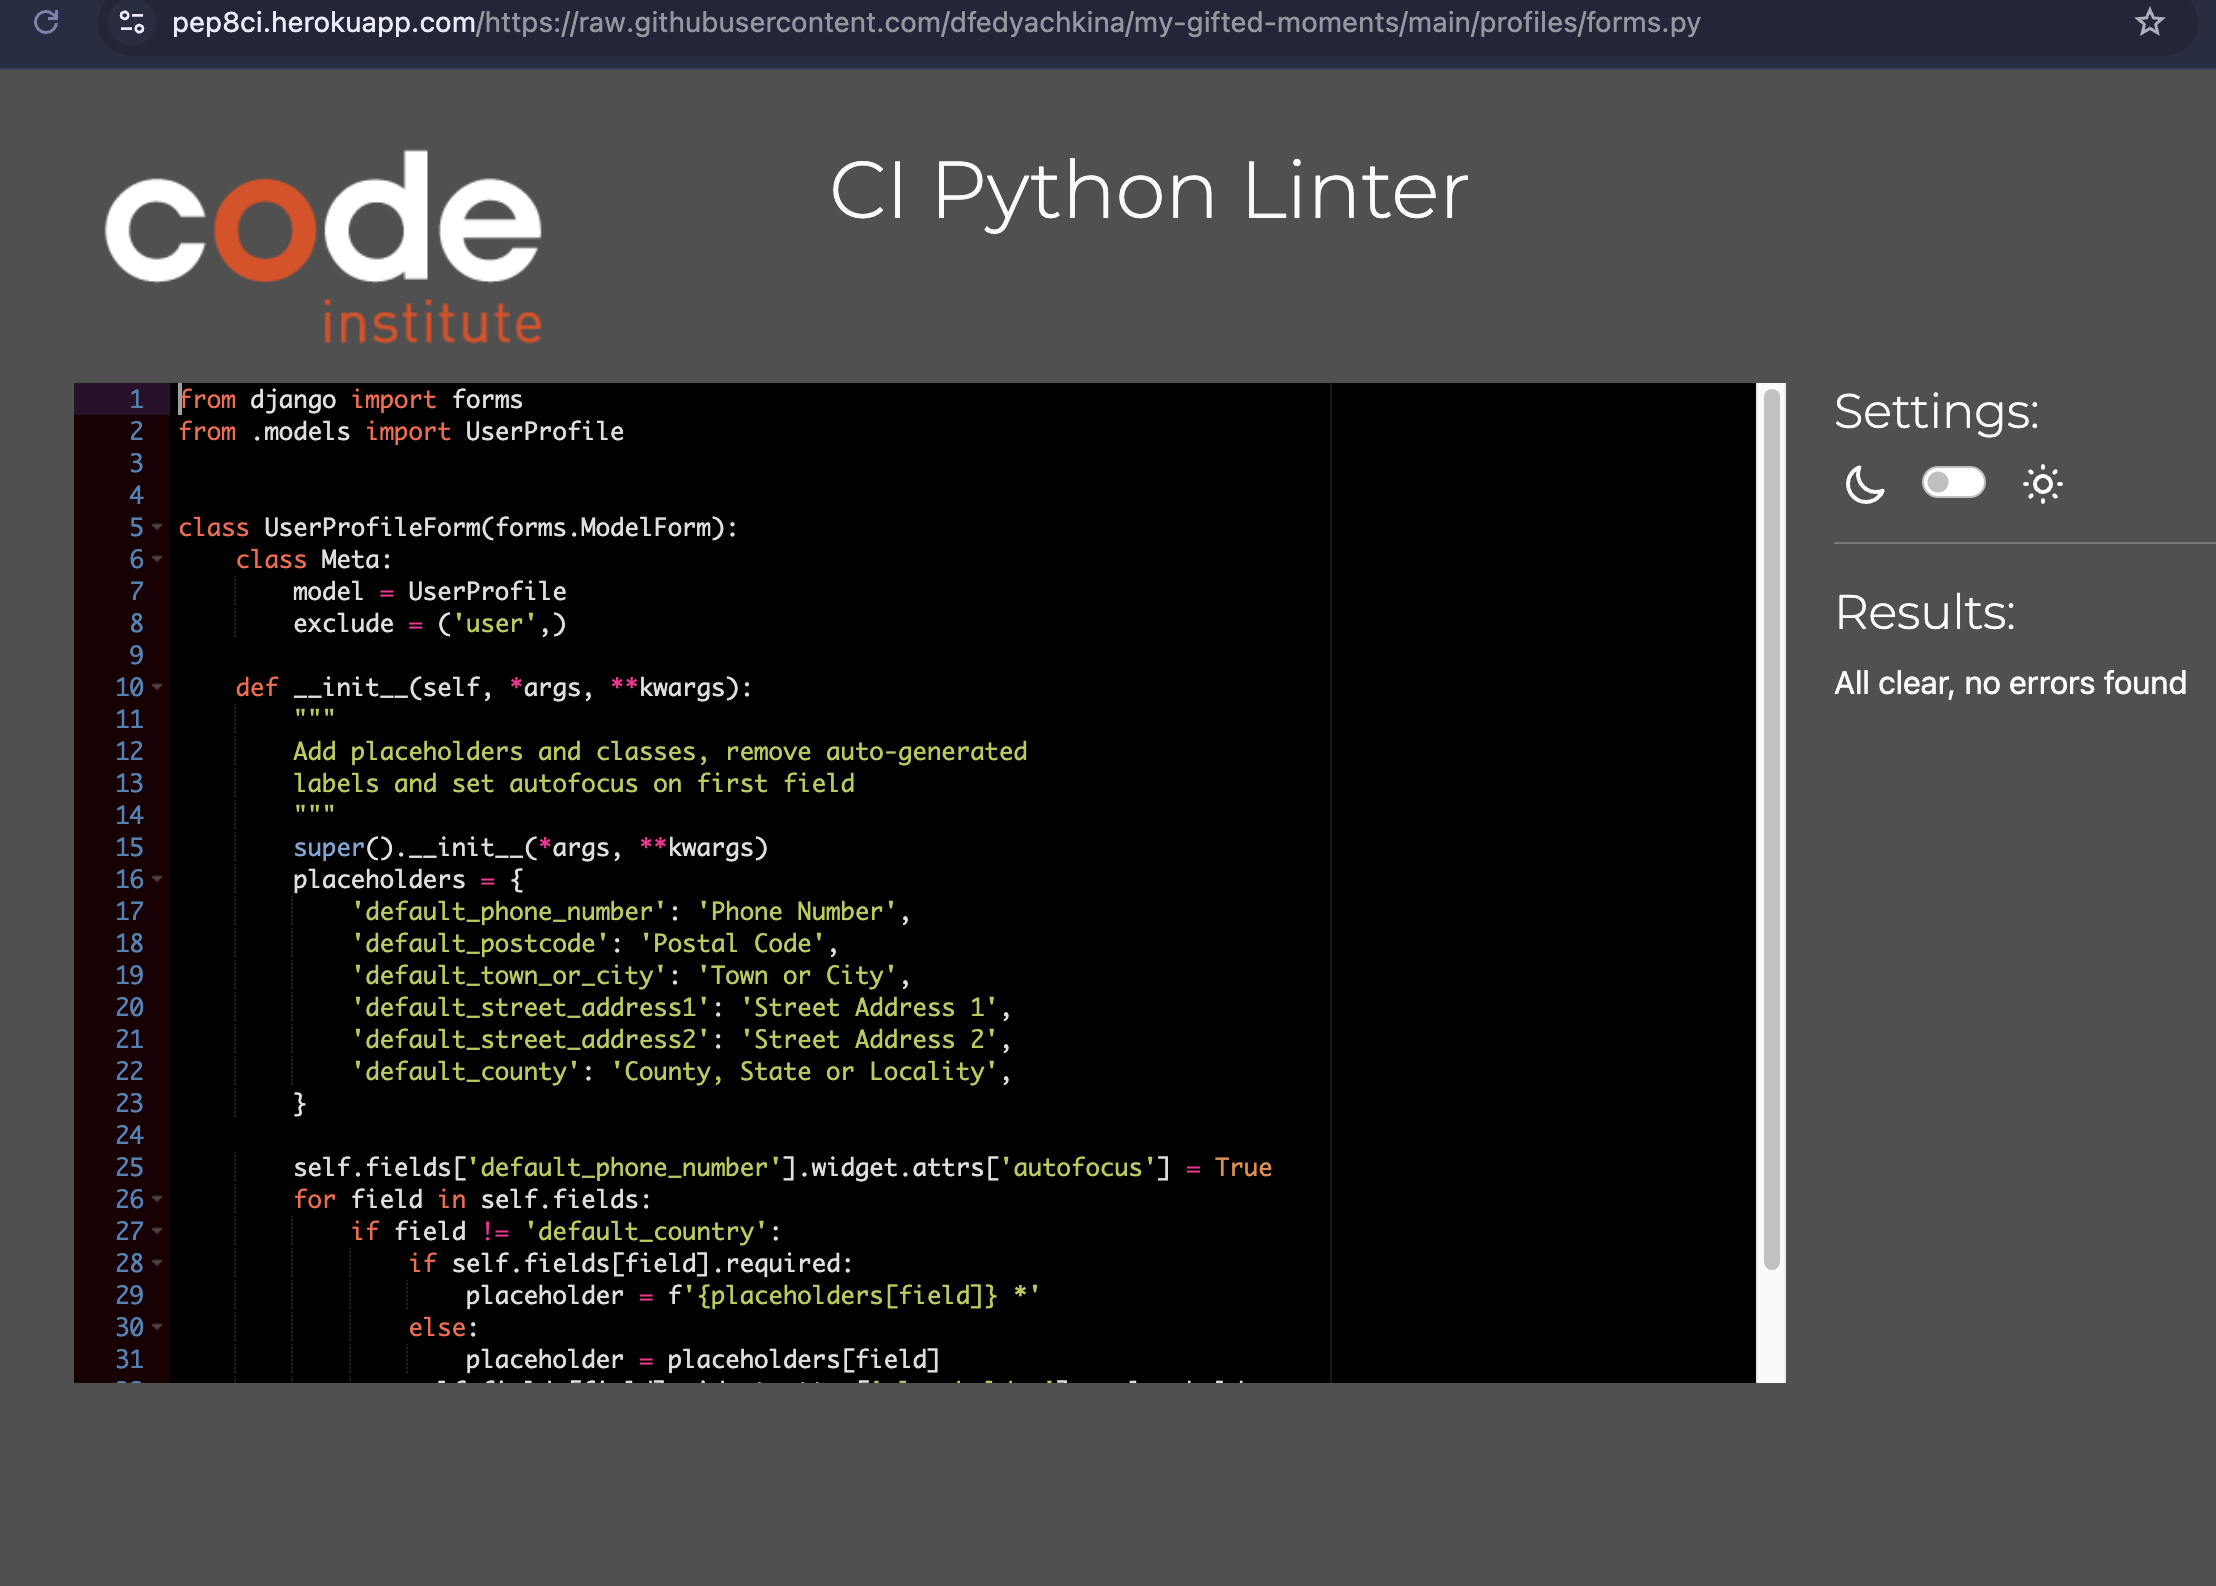 pep8ci.herokuapp.com/https://raw.githubusercontent.com/dfedyachkina/my-gifted-moments/main/profiles/forms.py
code
institute
CI Python Linter
1 from django import forms
2 from .models import UserProfile
3
4
5 class UserProfileForm(forms.ModelForm):
6     class Meta:
7         model = UserProfile
8         exclude = ('user',)
9
10     def __init__(self, *args, **kwargs):
11         """
12         Add placeholders and classes, remove auto-generated
13         labels and set autofocus on first field
14         """
15         super().__init__(*args, **kwargs)
16         placeholders = {
17             'default_phone_number': 'Phone Number',
18             'default_postcode': 'Postal Code',
19             'default_town_or_city': 'Town or City',
20             'default_street_address1': 'Street Address 1',
21             'default_street_address2': 'Street Address 2',
22             'default_county': 'County, State or Locality',
23         }
24
25         self.fields['default_phone_number'].widget.attrs['autofocus'] = True
26         for field in self.fields:
27             if field != 'default_country':
28                 if self.fields[field].required:
29                     placeholder = f'{placeholders[field]} *'
30                 else:
31                     placeholder = placeholders[field]
Settings:
Results:
All clear, no errors found